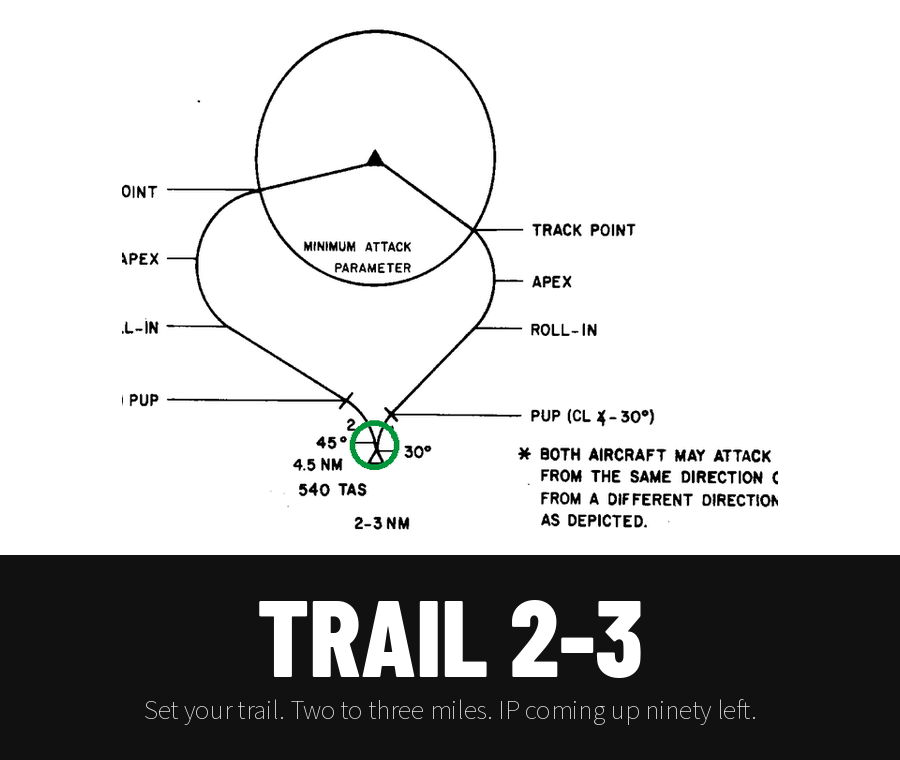 OINT
TRACK POINT
MINIMUM ATTACK
PARAMETER
APEX
APEX
LL-IN
ROLL-IN
PUP
PUP (CL ∡-30°)
2
45°
30°
4.5 NM
540 TAS
2-3 NM
* BOTH AIRCRAFT MAY ATTACK
FROM THE SAME DIRECTION O
FROM A DIFFERENT DIRECTION
AS DEPICTED.
TRAIL 2-3
Set your trail. Two to three miles. IP coming up ninety left.